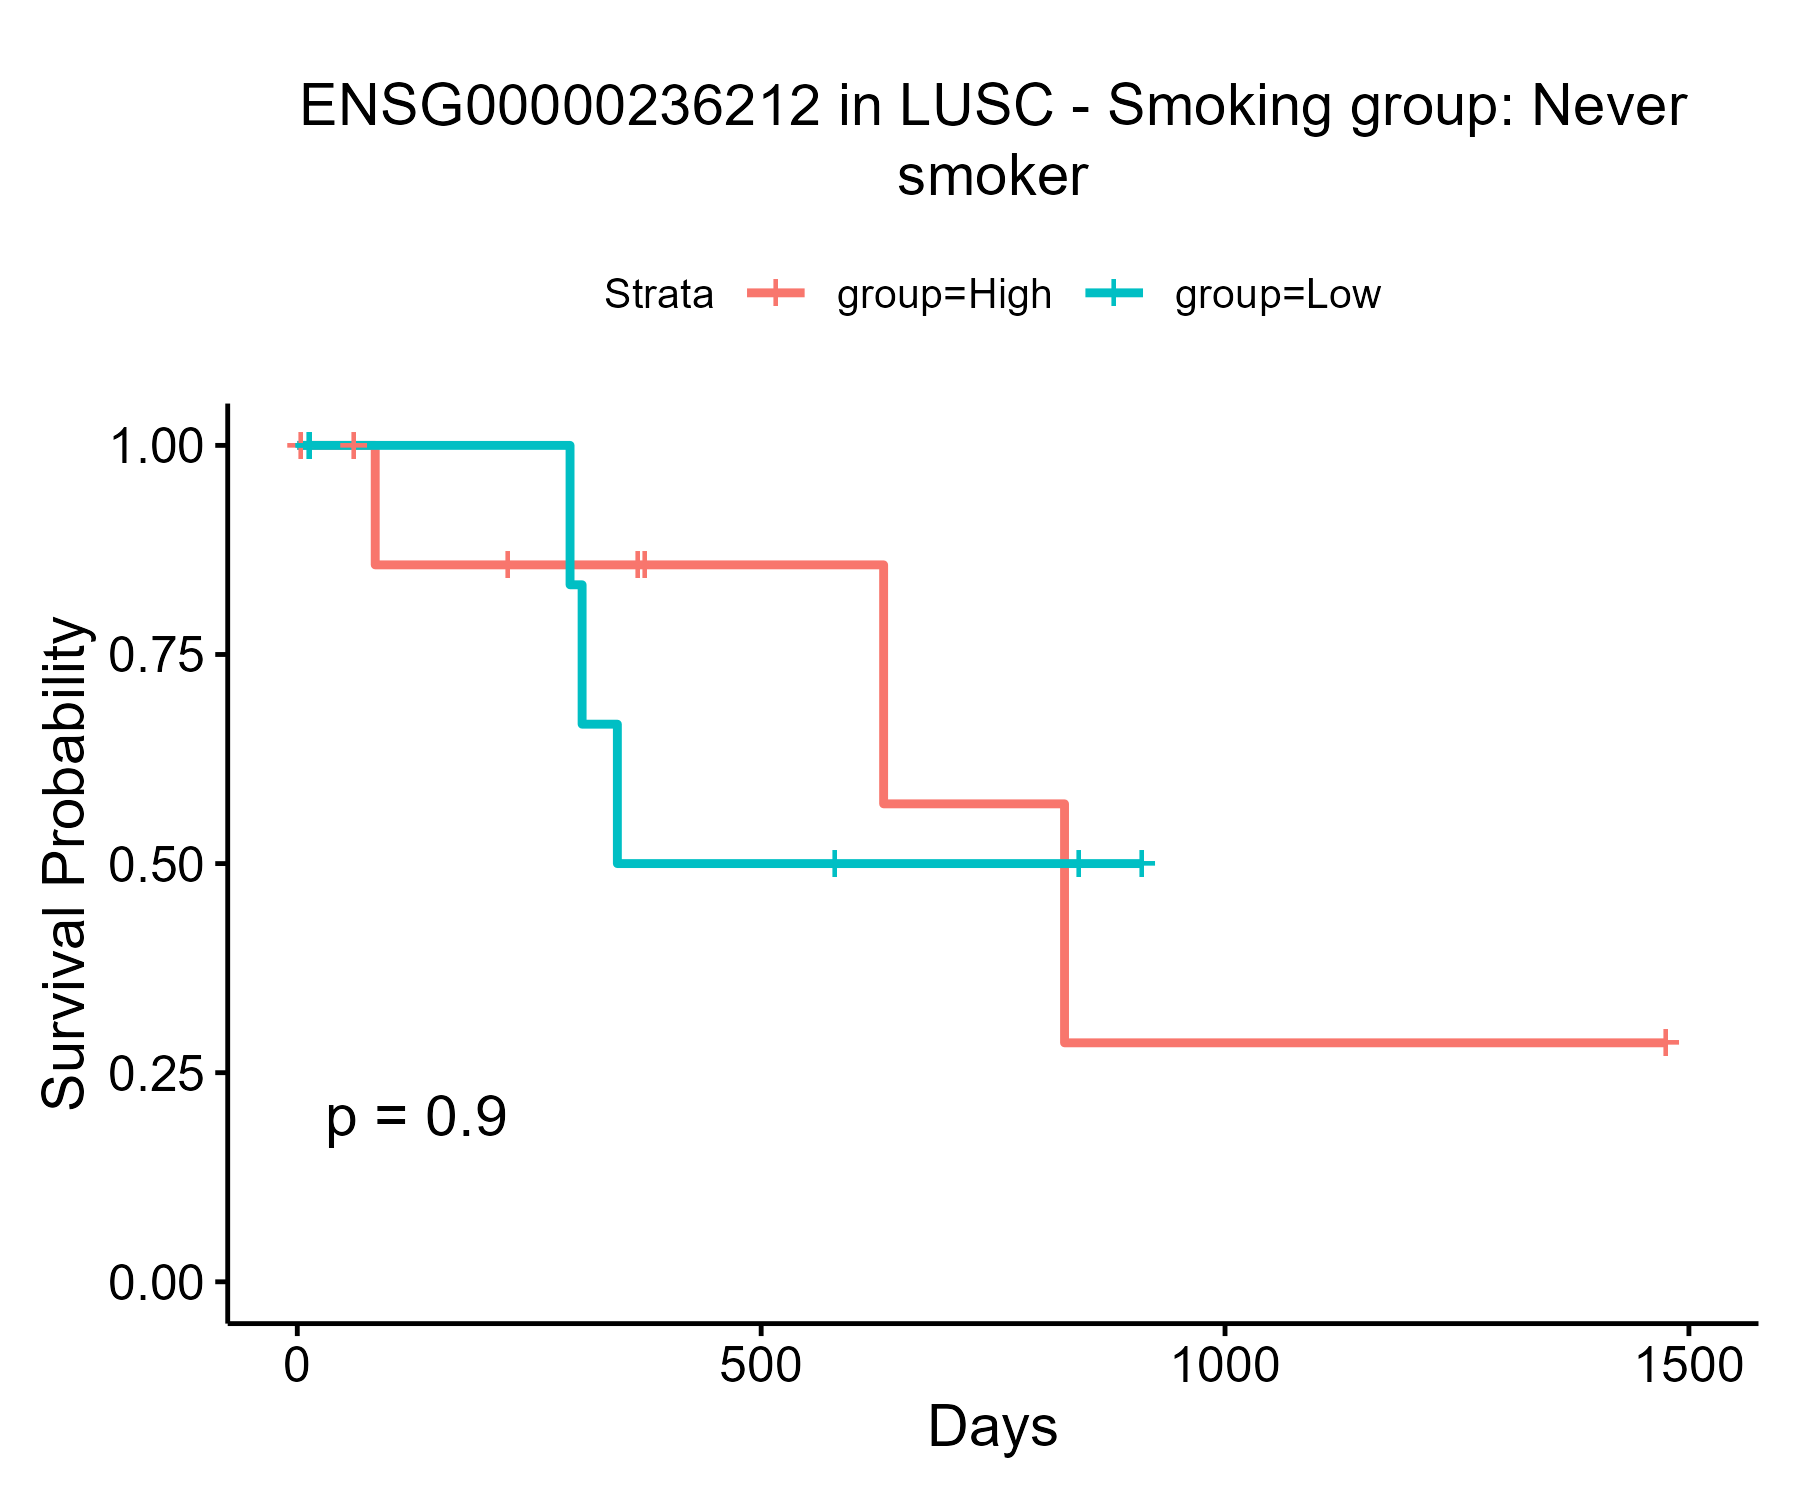 ENSG00000236212 in LUSC - Smoking group: Never
smoker
Strata group=High group=Low
Survival Probability
1.00
0.75
0.50
0.25
0.00
p = 0.9
0 500 1000 1500
Days